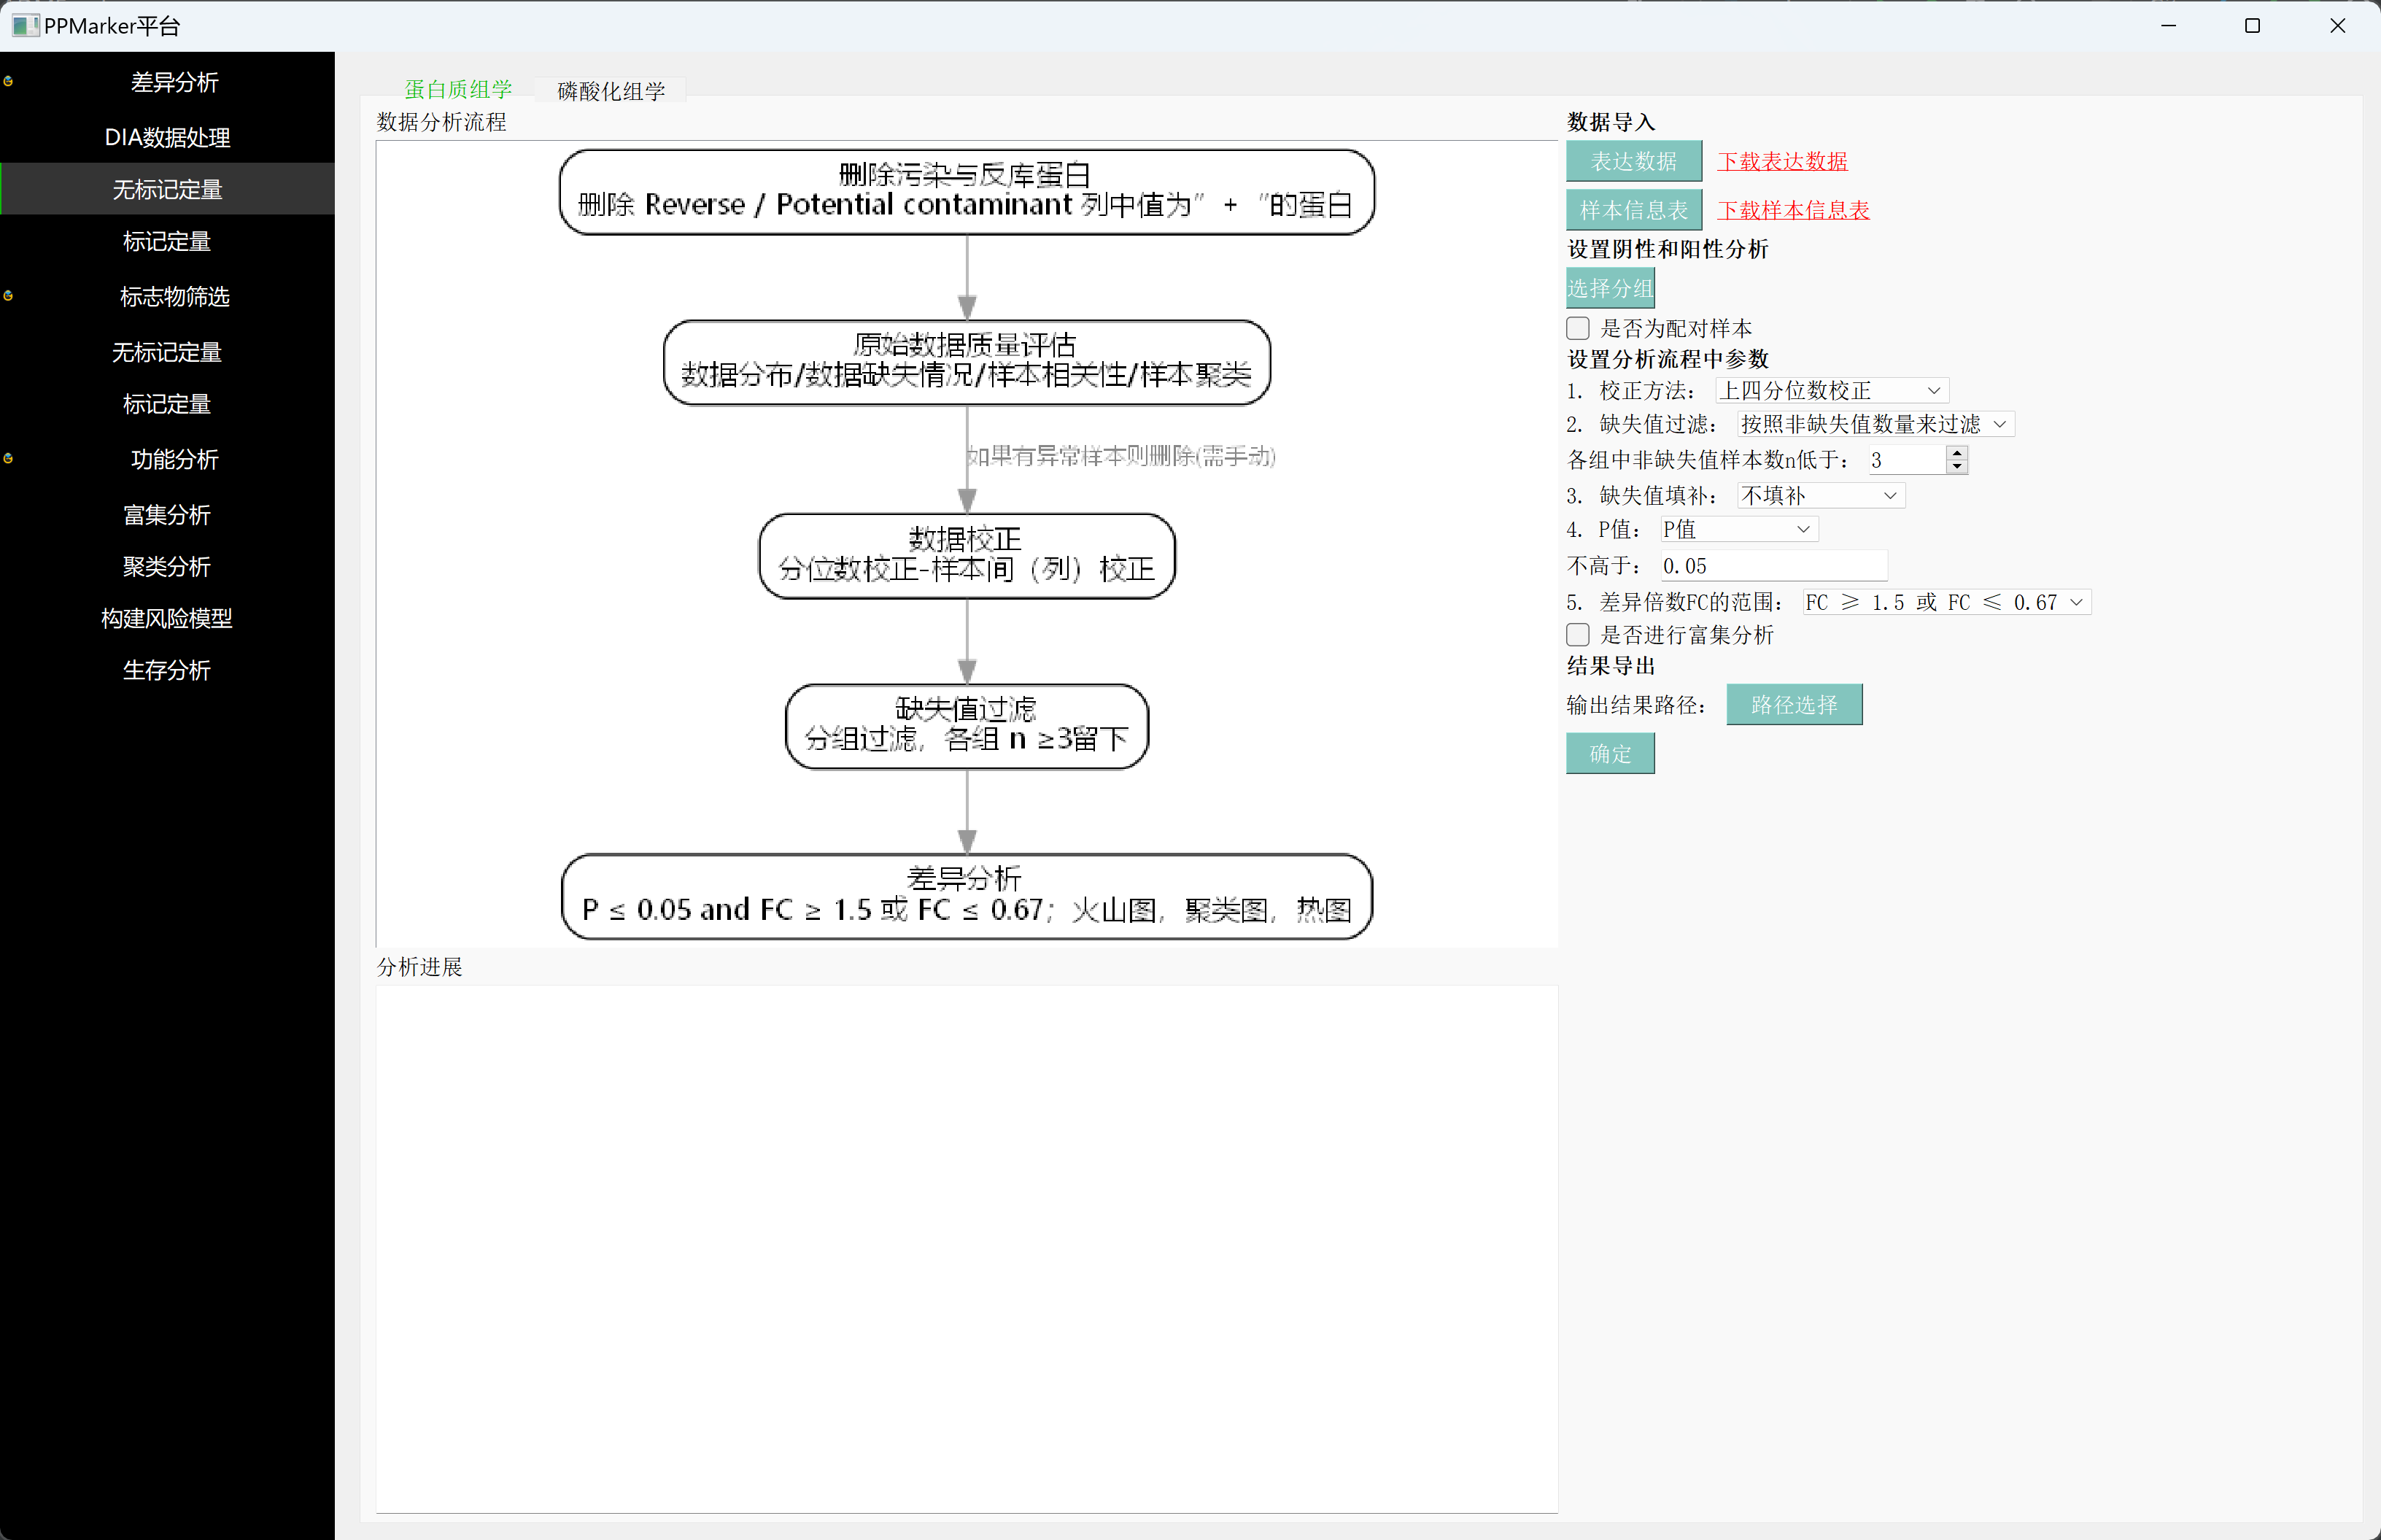 PPMarker平台
差异分析
DIA数据处理
无标记定量
标记定量
标志物筛选
无标记定量
标记定量
功能分析
富集分析
聚类分析
构建风险模型
生存分析
蛋白质组学
磷酸化组学
数据分析流程
删除污染与反库蛋白
删除 Reverse / Potential contaminant 列中值为” + “的蛋白
原始数据质量评估
数据分布/数据缺失情况/样本相关性/样本聚类
如果有异常样本则删除(需手动)
数据校正
分位数校正-样本间（列）校正
缺失值过滤
分组过滤，各组 n ≥3留下
差异分析
P ≤ 0.05 and FC ≥ 1.5 或 FC ≤ 0.67；火山图，聚类图，热图
分析进展
数据导入
表达数据 下载表达数据
样本信息表 下载样本信息表
设置阴性和阳性分析
选择分组
是否为配对样本
设置分析流程中参数
1. 校正方法： 上四分位数校正
2. 缺失值过滤： 按照非缺失值数量来过滤
各组中非缺失值样本数n低于： 3
3. 缺失值填补： 不填补
4. P值： P值
不高于： 0.05
5. 差异倍数FC的范围： FC ≥ 1.5 或 FC ≤ 0.67
是否进行富集分析
结果导出
输出结果路径： 路径选择
确定